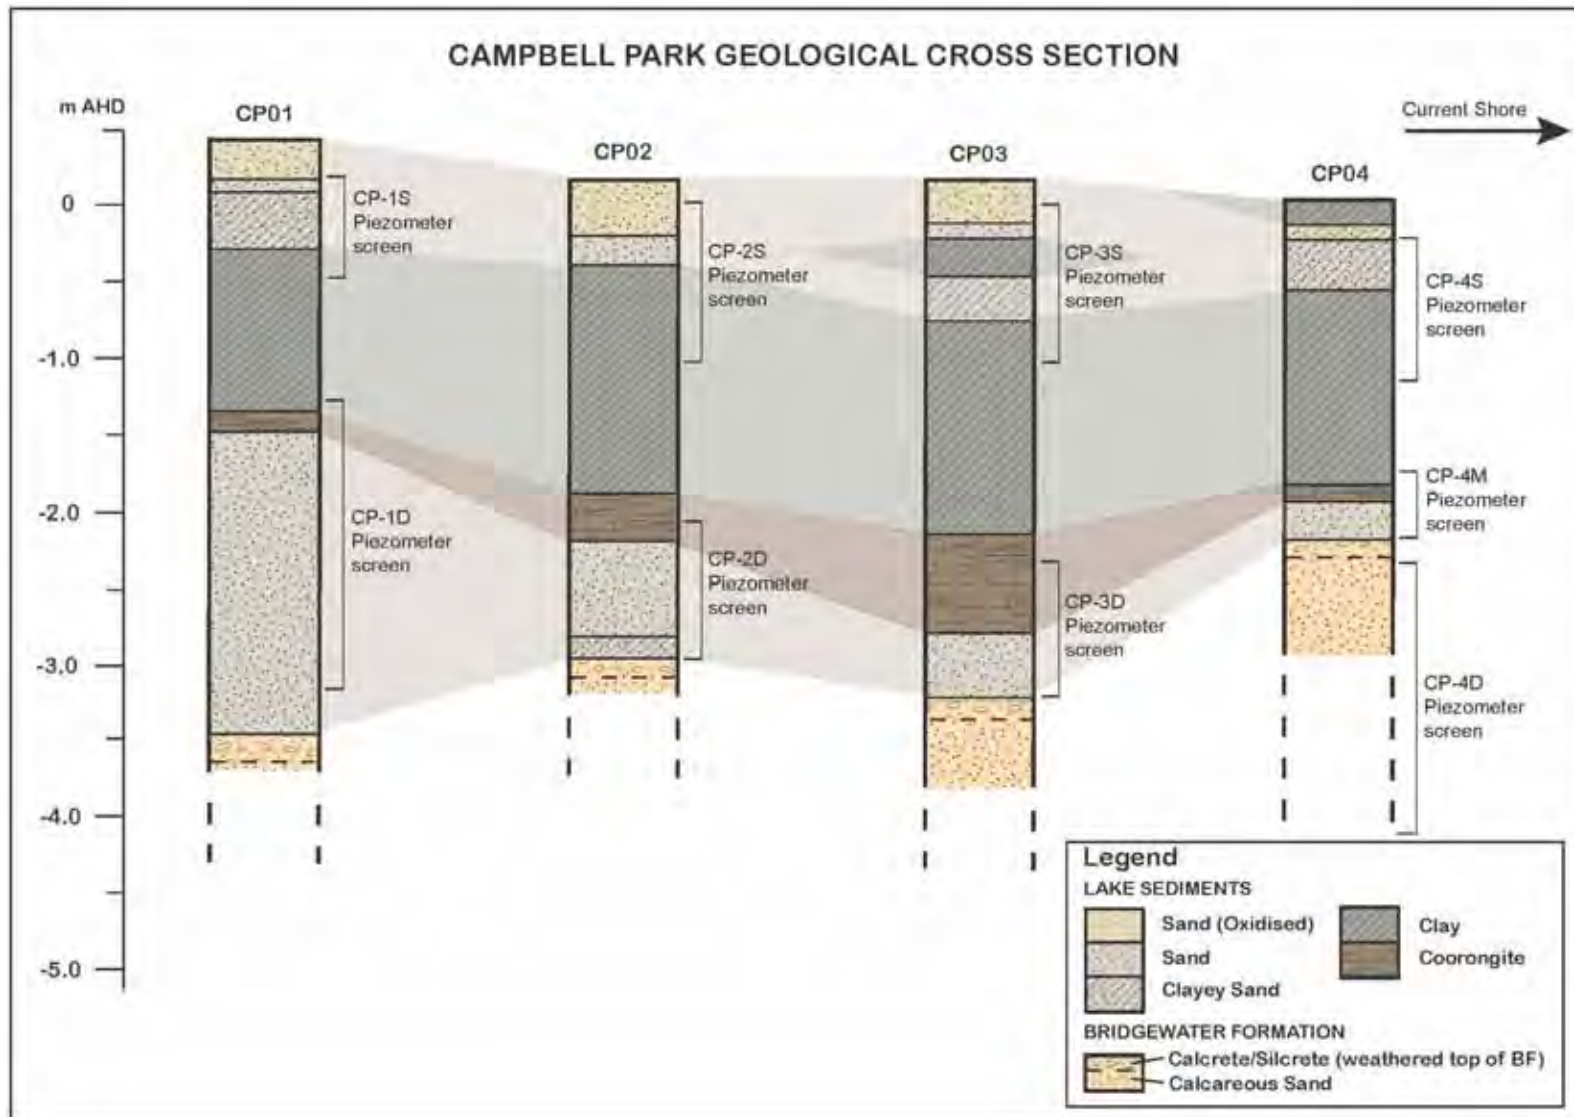 CAMPBELL PARK GEOLOGICAL CROSS SECTION
m AHD
CP01
CP02
CP03
CP04
Current Shore
0
-1.0
-2.0
-3.0
-4.0
-5.0
CP-1S
Piezometer
screen
CP-1D
Piezometer
screen
CP-2S
Piezometer
screen
CP-2D
Piezometer
screen
CP-3S
Piezometer
screen
CP-3D
Piezometer
screen
CP-4S
Piezometer
screen
CP-4M
Piezometer
screen
CP-4D
Piezometer
screen
Legend
LAKE SEDIMENTS
Sand (Oxidised)
Sand
Clayey Sand
Clay
Coorongite
BRIDGEWATER FORMATION
Calcrete/Silcrete (weathered top of BF)
Calcareous Sand